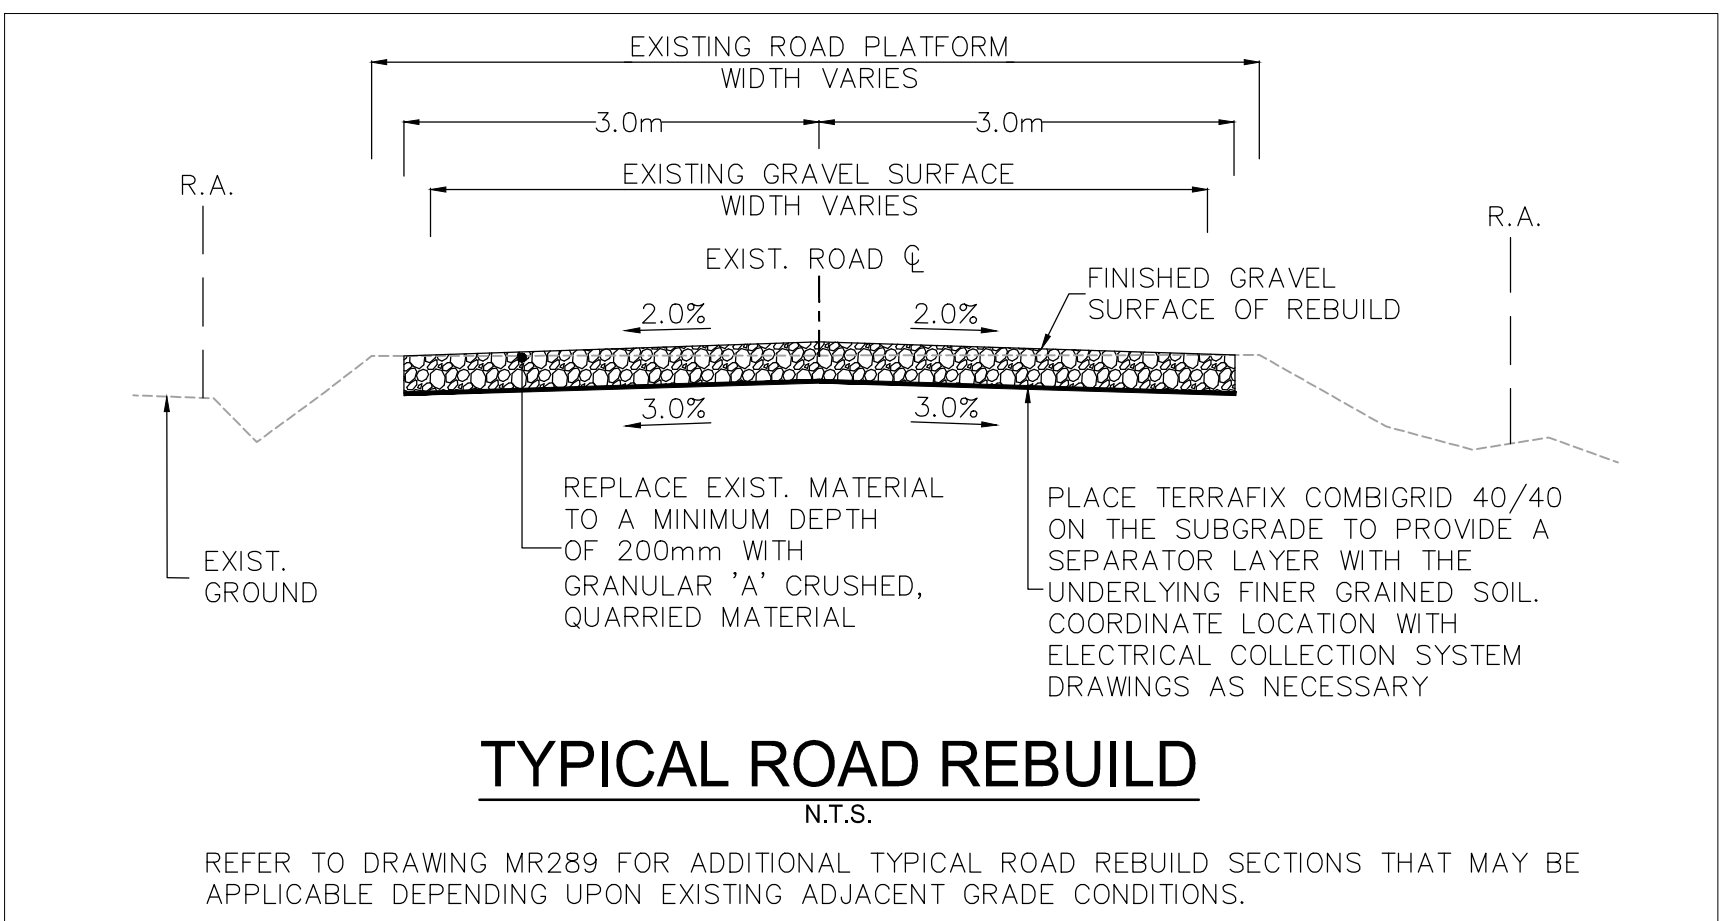 EXISTING ROAD PLATFORM
WIDTH VARIES
3.0m 3.0m
EXISTING GRAVEL SURFACE
WIDTH VARIES
R.A.
R.A.
EXIST. ROAD ℄
FINISHED GRAVEL
SURFACE OF REBUILD
2.0% 2.0%
3.0% 3.0%
EXIST.
GROUND
REPLACE EXIST. MATERIAL
TO A MINIMUM DEPTH
OF 200mm WITH
GRANULAR 'A' CRUSHED,
QUARRIED MATERIAL
PLACE TERRAFIX COMBIGRID 40/40
ON THE SUBGRADE TO PROVIDE A
SEPARATOR LAYER WITH THE
UNDERLYING FINER GRAINED SOIL.
COORDINATE LOCATION WITH
ELECTRICAL COLLECTION SYSTEM
DRAWINGS AS NECESSARY
TYPICAL ROAD REBUILD
N.T.S.
REFER TO DRAWING MR289 FOR ADDITIONAL TYPICAL ROAD REBUILD SECTIONS THAT MAY BE
APPLICABLE DEPENDING UPON EXISTING ADJACENT GRADE CONDITIONS.